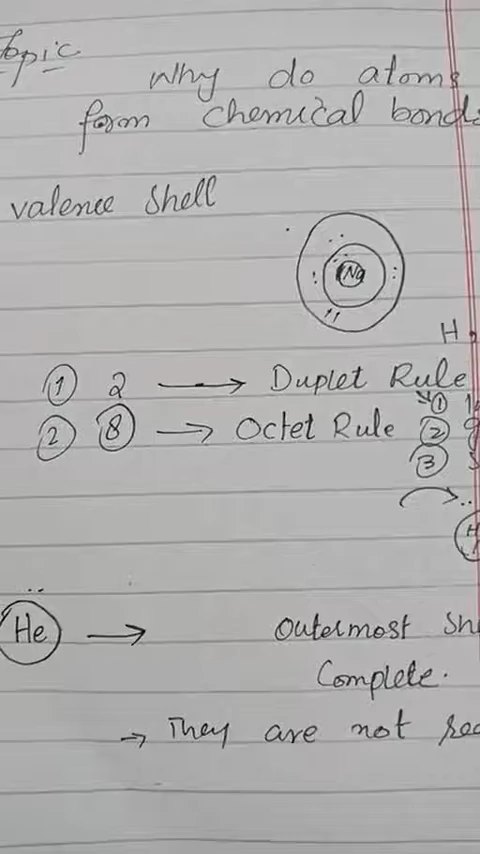 Topic
Why do atoms
form chemical bonds
valence Shell
Na
H
① 2 → Duplet Rule
①
② ⑧ → Octet Rule ②
③
He → Outermost
Complete.
→ They are not